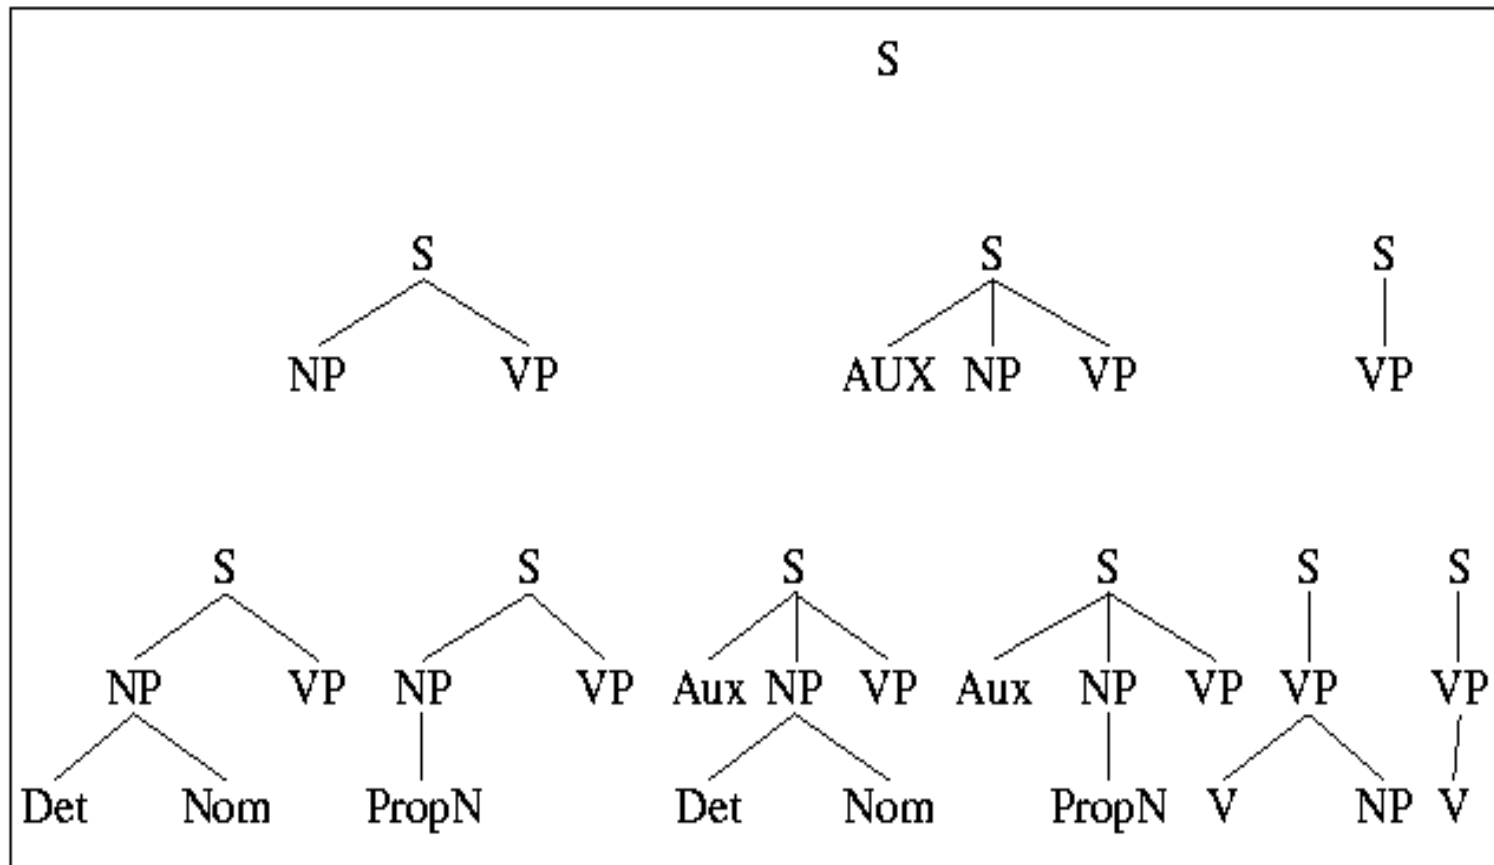 S
S S S
NP VP AUX NP VP VP
S S S S S S
NP VP NP VP Aux NP VP Aux NP VP VP VP
Det Nom PropN Det Nom PropN V NP V